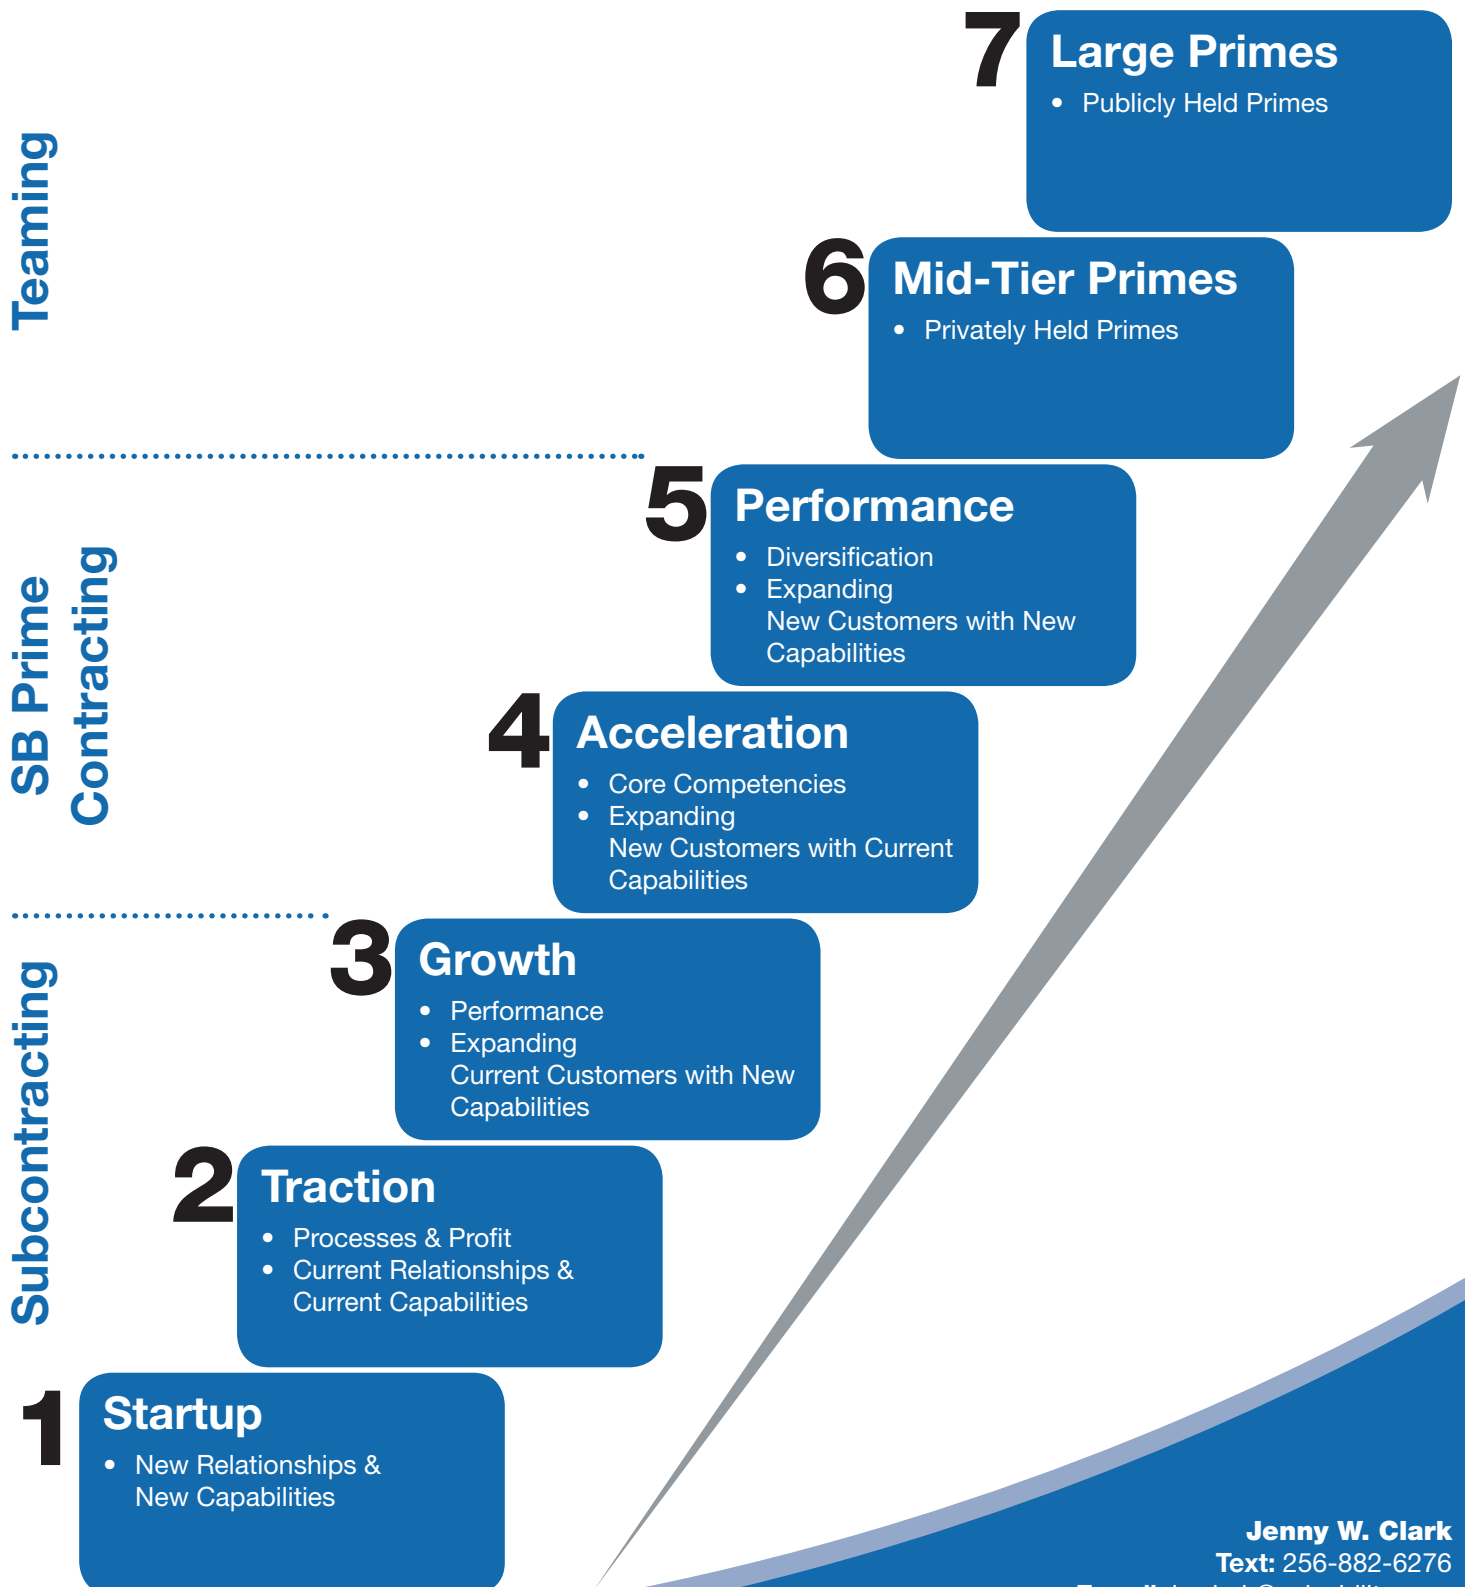 7
Large Primes
• Publicly Held Primes
Teaming
6
Mid-Tier Primes
• Privately Held Primes
5
Performance
• Diversification
• Expanding
New Customers with New
Capabilities
SB Prime
Contracting
4
Acceleration
• Core Competencies
• Expanding
New Customers with Current
Capabilities
3
Growth
• Performance
• Expanding
Current Customers with New
Capabilities
Subcontracting
2
Traction
• Processes & Profit
• Current Relationships &
Current Capabilities
1
Startup
• New Relationships &
New Capabilities
Jenny W. Clark
Text: 256-882-6276